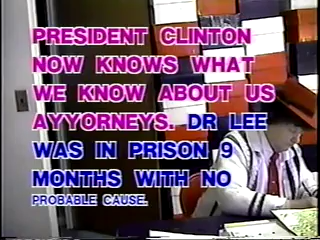 PRESIDENT CLINTON
NOW KNOWS WHAT
WE KNOW ABOUT US
AYYORNEYS. DR LEE
WAS IN PRISON 9
MONTHS WITH NO
PROBABLE CAUSE.